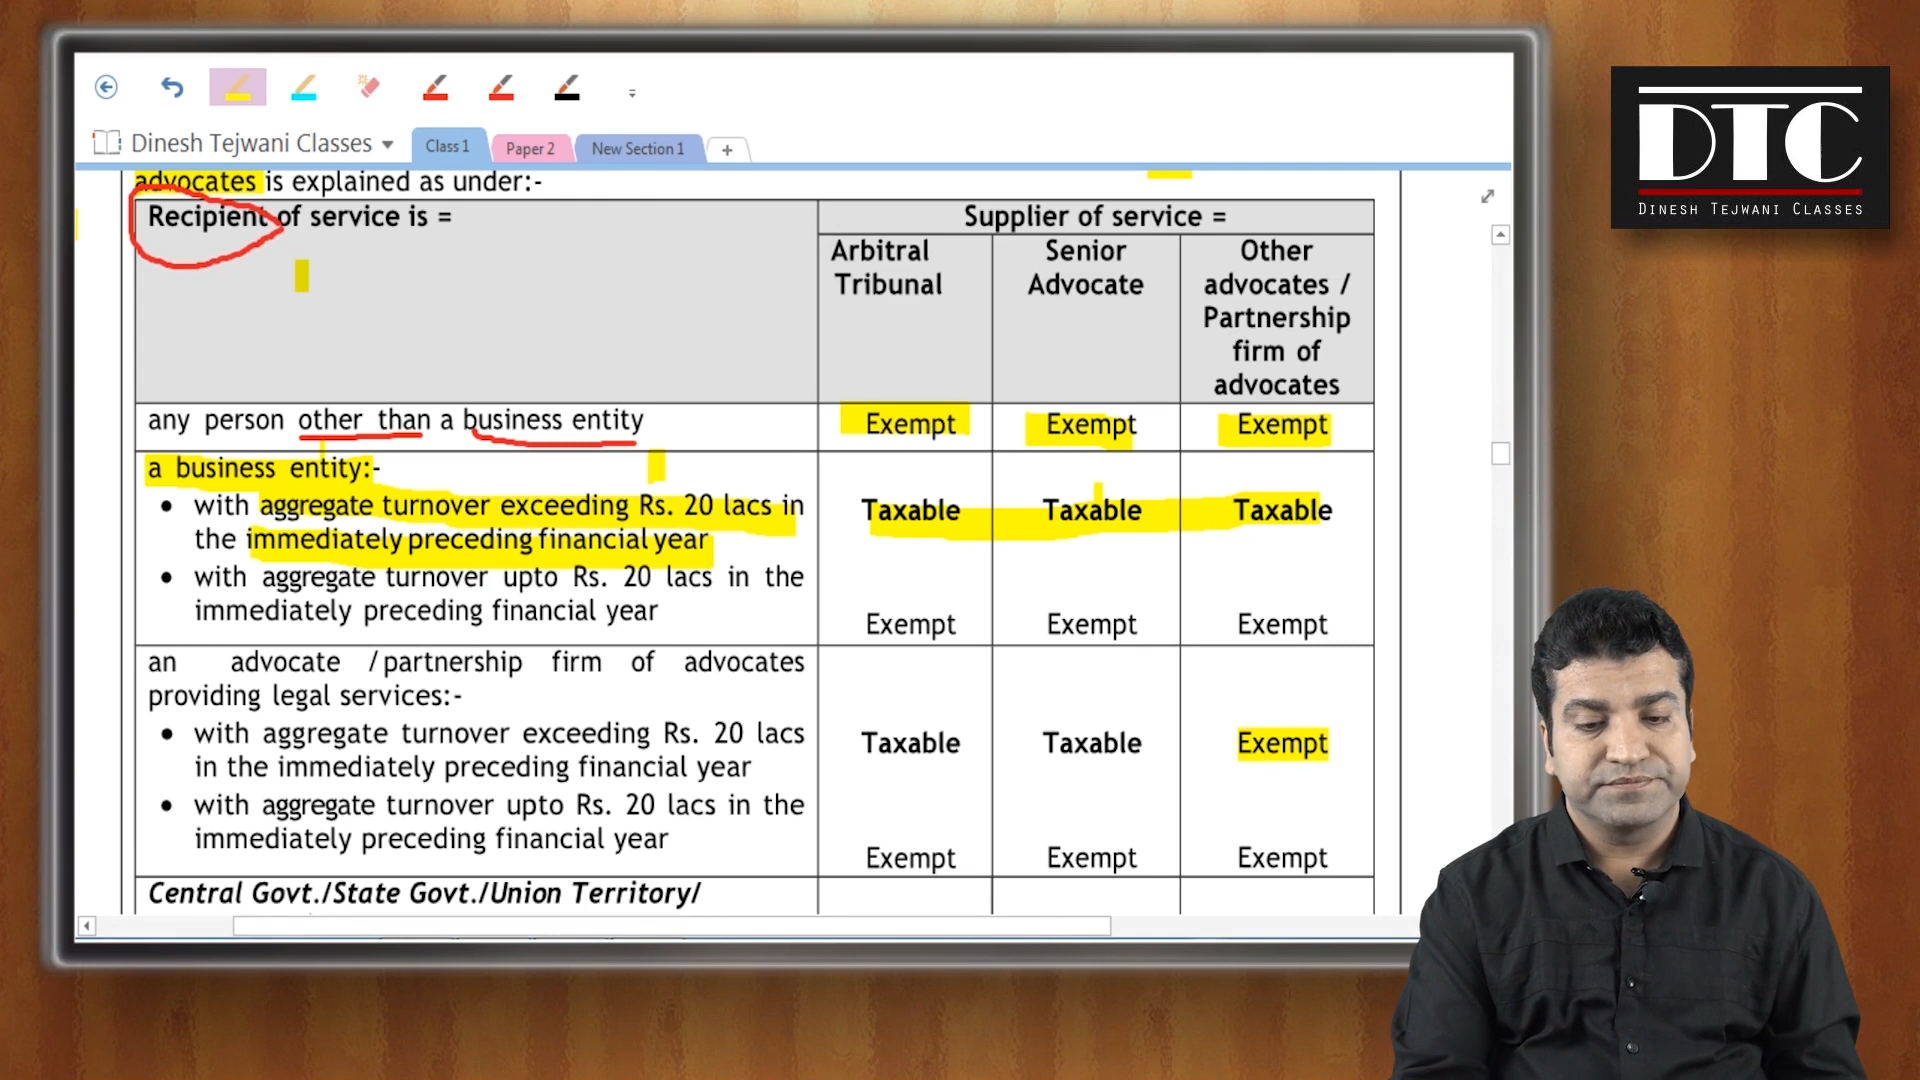 DTC
DINESH TEJWANI CLASSES
Dinesh Tejwani Classes
Class 1
Paper 2
New Section 1
+
advocates is explained as under:-
Recipient of service is =
Supplier of service =
Arbitral
Tribunal
Senior
Advocate
Other
advocates /
Partnership
firm of
advocates
any person other than a business entity
Exempt
Exempt
Exempt
a business entity:-
• with aggregate turnover exceeding Rs. 20 lacs in
the immediately preceding financial year
Taxable
Taxable
Taxable
• with aggregate turnover upto Rs. 20 lacs in the
immediately preceding financial year
Exempt
Exempt
Exempt
an advocate /partnership firm of advocates
providing legal services:-
• with aggregate turnover exceeding Rs. 20 lacs
in the immediately preceding financial year
Taxable
Taxable
Exempt
• with aggregate turnover upto Rs. 20 lacs in the
immediately preceding financial year
Exempt
Exempt
Exempt
Central Govt./State Govt./Union Territory/